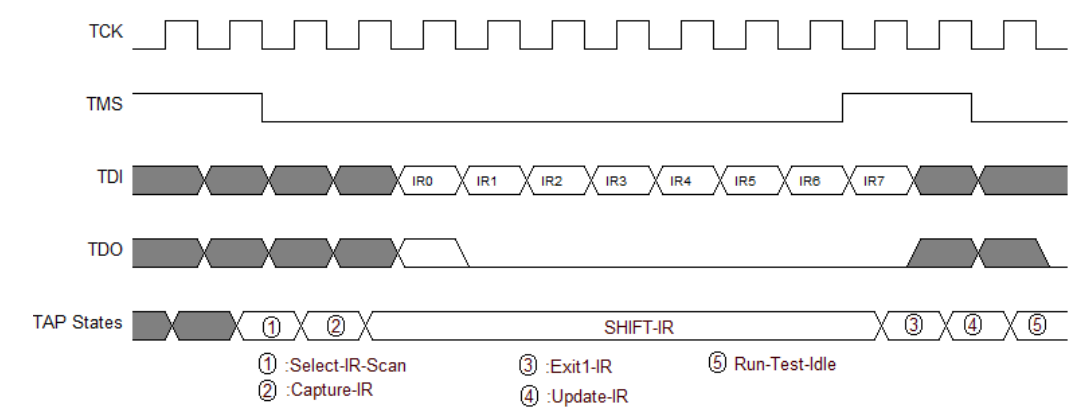 TCK
TMS
TDI IR0 IR1 IR2 IR3 IR4 IR5 IR6 IR7
TDO
TAP States 1 2 SHIFT-IR 3 4 5
1 :Select-IR-Scan 3 :Exit1-IR 5 Run-Test-Idle
2 :Capture-IR 4 :Update-IR